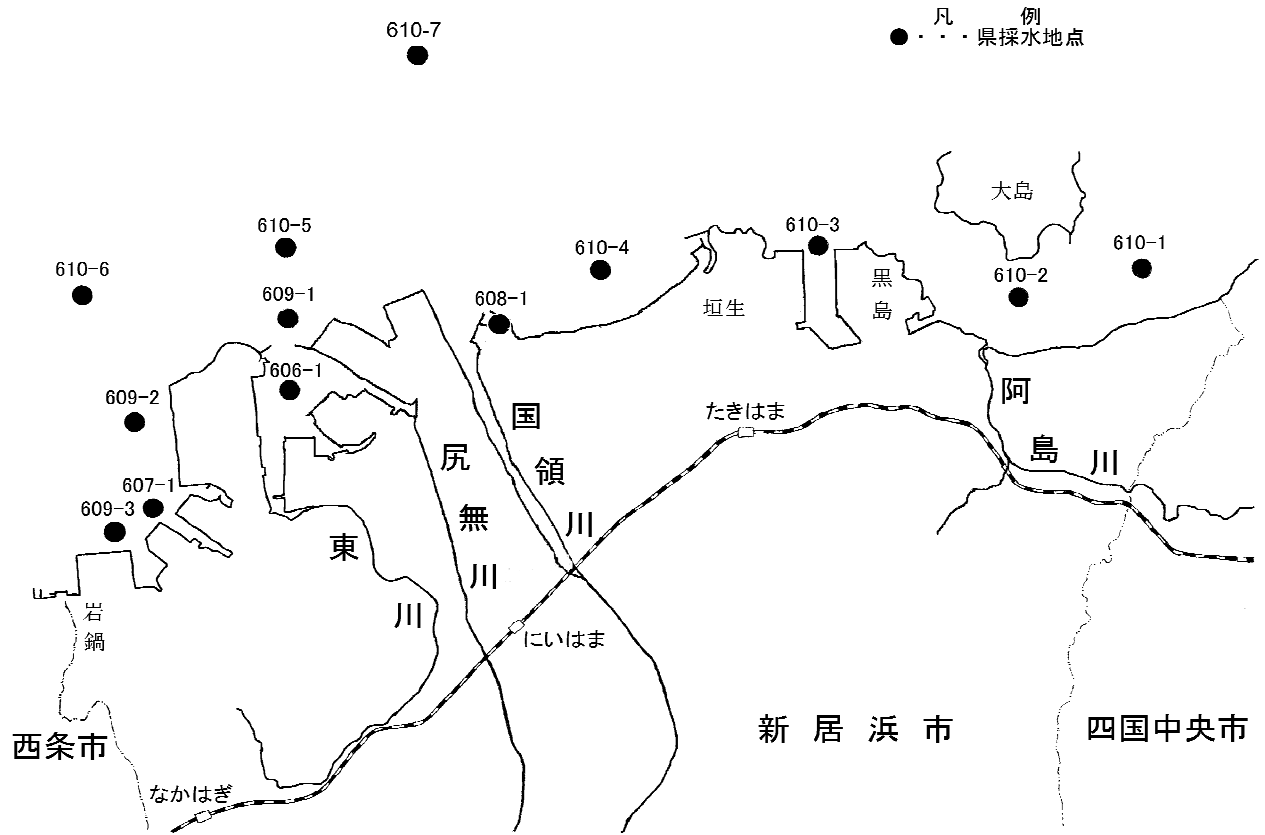 凡 例
●・・・県採水地点
610-7
大島
610-5
610-3
610-4
610-1
610-6
610-2
609-1
608-1
垣生
黒島
606-1
609-2
国領川
阿島川
たきはま
尻無川
607-1
609-3
東川
岩鍋
にいはま
新居浜市
四国中央市
西条市
なかはぎ